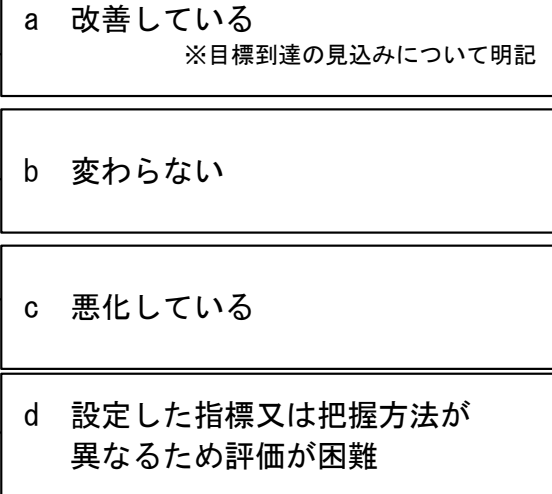 a 改善している
※目標到達の見込みについて明記
b 変わらない
c 悪化している
d 設定した指標又は把握方法が
異なるため評価が困難